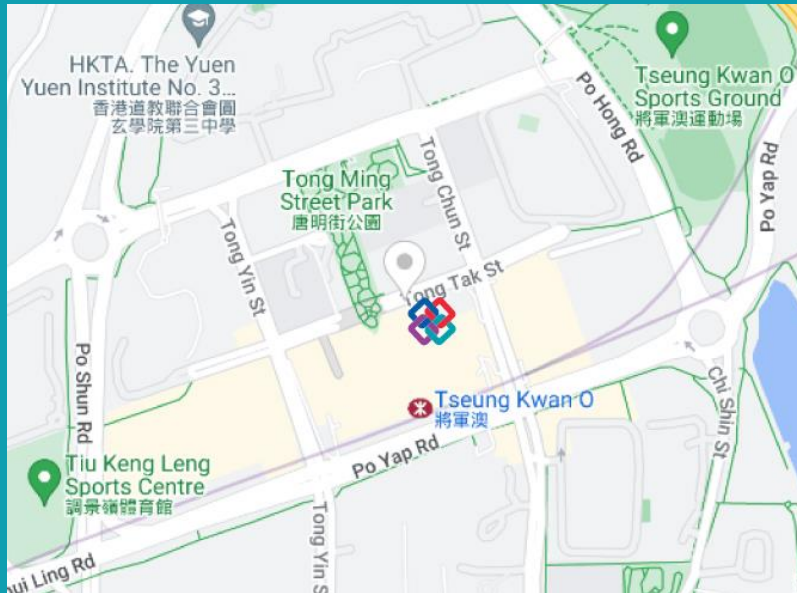 HKTA. The Yuen
Yuen Institute No. 3...
香港道教聯合會圓
玄學院第三中學
Tseung Kwan O
Sports Ground
將軍澳運動場
Po Hong Rd
Po Yap Rd
Tong Ming
Street Park
唐明街公園
Tong Chun St
Tong Yin St
Tong Tak St
Po Shun Rd
Tseung Kwan O
將軍澳
Chi Shin St
Po Yap Rd
Tiu Keng Leng
Sports Centre
調景嶺體育館
Tong Yin S
ui Ling Rd